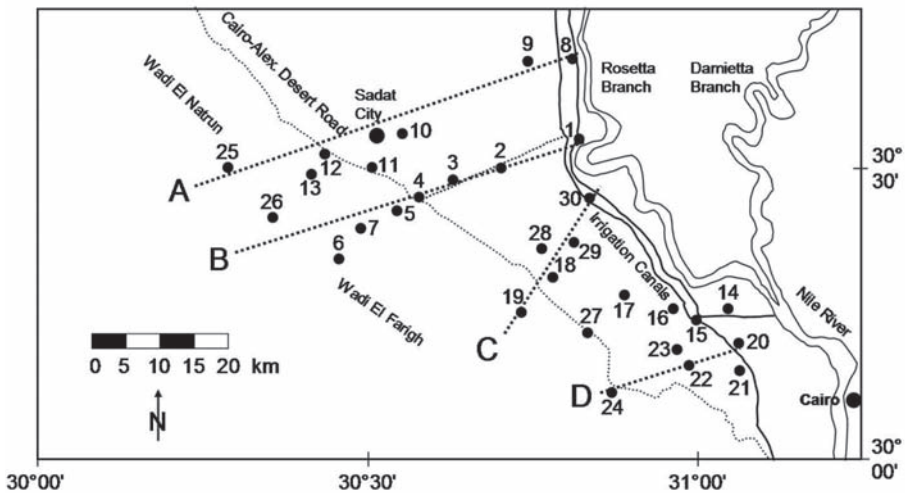 9
8
Cairo-Alex. Desert Road
Wadi El Natrun
Rosetta
Branch
Damietta
Branch
Sadat
City
10
1
25
12
11
13
3
2
30°
30'
A
4
5
30
26
7
28
29
B
6
18
Irrigation Canals
Wadi El Farigh
19
17
16
14
Nile River
27
15
C
23
20
0 5 10 15 20 km
22
21
D
24
Cairo
N
30°
00'
30°00'
30°30'
31°00'